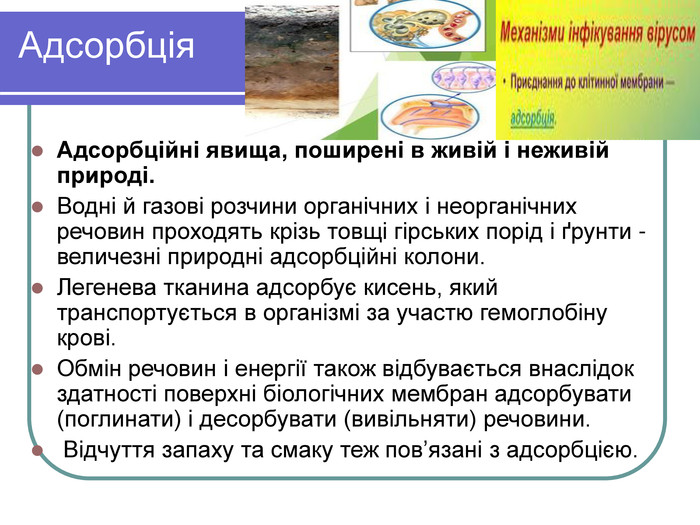 Адсорбція
Механізми інфікування вірусом
• Приєднання до клітинної мембрани —
адсорбція.
Адсорбційні явища, поширені в живій і неживій
природі.
Водні й газові розчини органічних і неорганічних
речовин проходять крізь товщі гірських порід і ґрунти -
величезні природні адсорбційні колони.
Легенева тканина адсорбує кисень, який
транспортується в організмі за участю гемоглобіну
крові.
Обмін речовин і енергії також відбувається внаслідок
здатності поверхні біологічних мембран адсорбувати
(поглинати) і десорбувати (вивільняти) речовини.
Відчуття запаху та смаку теж пов’язані з адсорбцією.